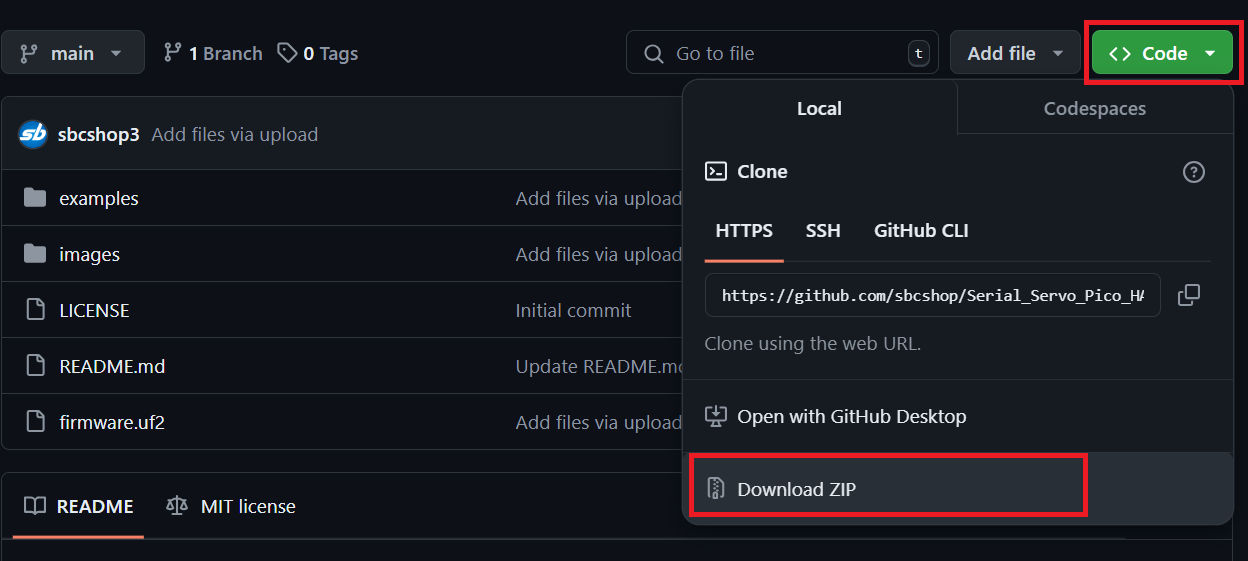 main 1 Branch 0 Tags Go to file t Add file Code
Local Codespaces
sb sbcshop3 Add files via upload
Clone
examples Add files via upload
HTTPS SSH GitHub CLI
images Add files via upload
https://github.com/sbcshop/Serial_Servo_Pico_HA
LICENSE Initial commit
Clone using the web URL.
README.md Update README.md
firmware.uf2 Add files via upload
Open with GitHub Desktop
Download ZIP
README MIT license